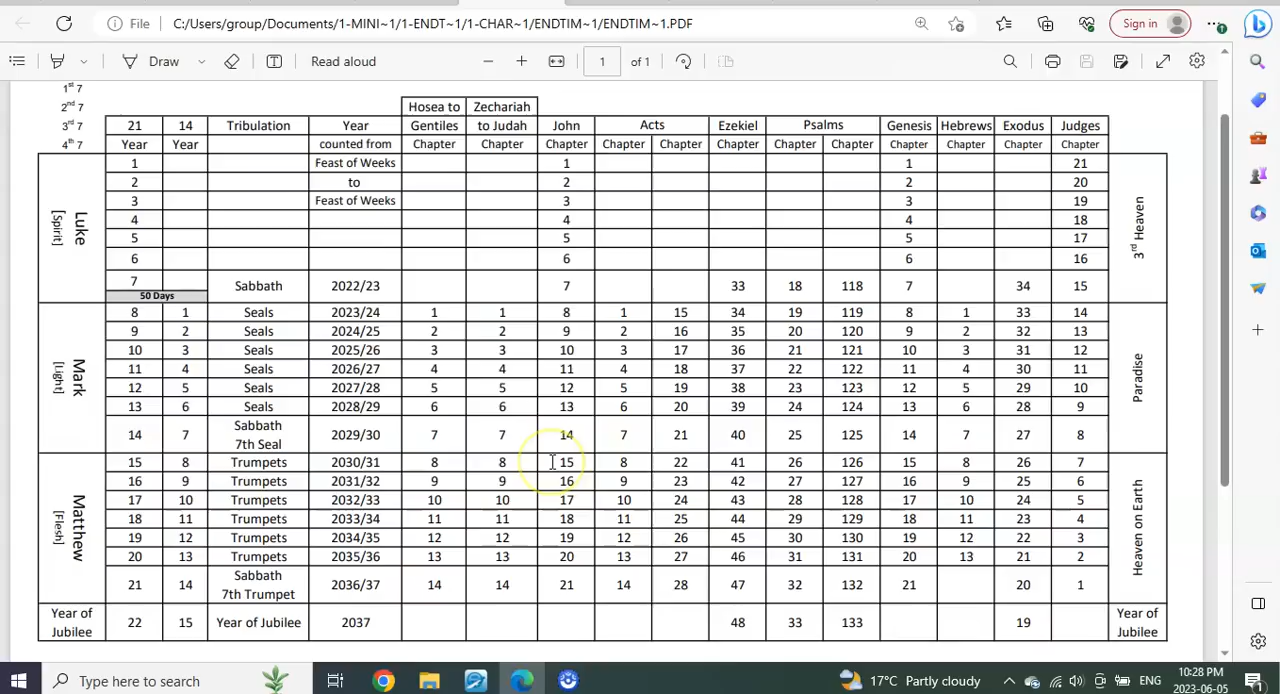 File C:/Users/group/Documents/1-MINI~1/1-ENDT~1/1-CHAR~1/ENDTIM~1/ENDTIM~1.PDF Sign in
Draw Read aloud 1 of 1
1st 7
2nd 7 Hosea to Zechariah
3rd 7 21 14 Tribulation Year Gentiles to Judah John Acts Ezekiel Psalms Genesis Hebrews Exodus Judges
4th 7 Year Year counted from Chapter Chapter Chapter Chapter Chapter Chapter Chapter Chapter Chapter Chapter Chapter Chapter
Luke [Spirit]
1 Feast of Weeks 1 1 21
2 to 2 2 20
3 Feast of Weeks 3 3 19
4 4 4 18
5 5 5 17
6 6 6 16
7 Sabbath 2022/23 7 33 18 118 7 34 15
50 Days
3rd Heaven
Mark [Light]
8 1 Seals 2023/24 1 1 8 1 15 34 19 119 8 1 33 14
9 2 Seals 2024/25 2 2 9 2 16 35 20 120 9 2 32 13
10 3 Seals 2025/26 3 3 10 3 17 36 21 121 10 3 31 12
11 4 Seals 2026/27 4 4 11 4 18 37 22 122 11 4 30 11
12 5 Seals 2027/28 5 5 12 5 19 38 23 123 12 5 29 10
13 6 Seals 2028/29 6 6 13 6 20 39 24 124 13 6 28 9
14 7 Sabbath 7th Seal 2029/30 7 7 14 7 21 40 25 125 14 7 27 8
Paradise
Matthew [Flesh]
15 8 Trumpets 2030/31 8 8 15 8 22 41 26 126 15 8 26 7
16 9 Trumpets 2031/32 9 9 16 9 23 42 27 127 16 9 25 6
17 10 Trumpets 2032/33 10 10 17 10 24 43 28 128 17 10 24 5
18 11 Trumpets 2033/34 11 11 18 11 25 44 29 129 18 11 23 4
19 12 Trumpets 2034/35 12 12 19 12 26 45 30 130 19 12 22 3
20 13 Trumpets 2035/36 13 13 20 13 27 46 31 131 20 13 21 2
21 14 Sabbath 7th Trumpet 2036/37 14 14 21 14 28 47 32 132 21 20 1
Heaven on Earth
Year of Jubilee 22 15 Year of Jubilee 2037 48 33 133 19 Year of Jubilee
Type here to search 17°C Partly cloudy ENG 10:28 PM
2023-06-05